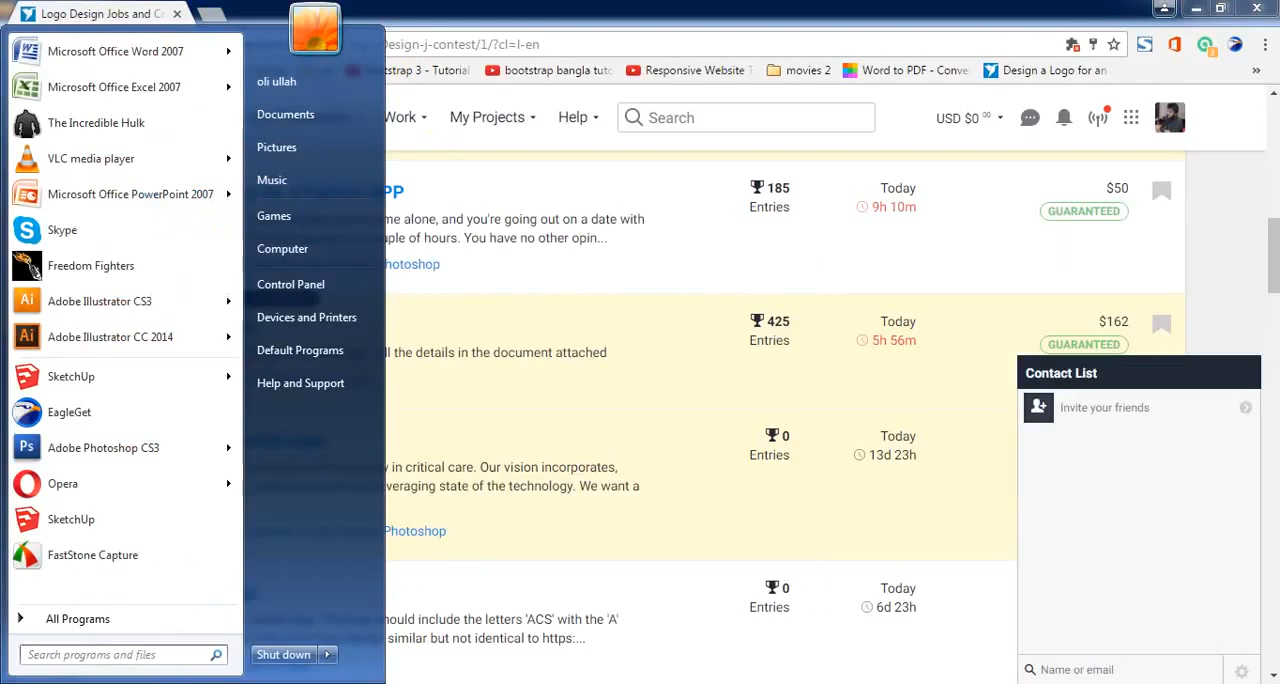 Logo Design Jobs and C
Microsoft Office Word 2007
Microsoft Office Excel 2007
The Incredible Hulk
VLC media player
Microsoft Office PowerPoint 2007
Skype
Freedom Fighters
Adobe Illustrator CS3
Adobe Illustrator CC 2014
SketchUp
EagleGet
Adobe Photoshop CS3
Opera
SketchUp
FastStone Capture
All Programs
Search programs and files
oli ullah
Documents
Pictures
Music
Games
Computer
Control Panel
Devices and Printers
Default Programs
Help and Support
Shut down
esign-j-contest/1/?cl=l-en
tstrap 3 - Tutorial
bootstrap bangla tut
Responsive Website T
movies 2
Word to PDF - Conve
Design a Logo for an
»
Work
My Projects
Help
Search
USD $0.00
PP
185
Entries
Today
9h 10m
$50
GUARANTEED
me alone, and you're going out on a date with
ple of hours. You have no other opin...
hotoshop
425
Entries
Today
5h 56m
$162
GUARANTEED
ll the details in the document attached
0
Entries
Today
13d 23h
y in critical care. Our vision incorporates,
veraging state of the technology. We want a
Photoshop
0
Entries
Today
6d 23h
ould include the letters 'ACS' with the 'A'
similar but not identical to https:...
Contact List
Invite your friends
Name or email